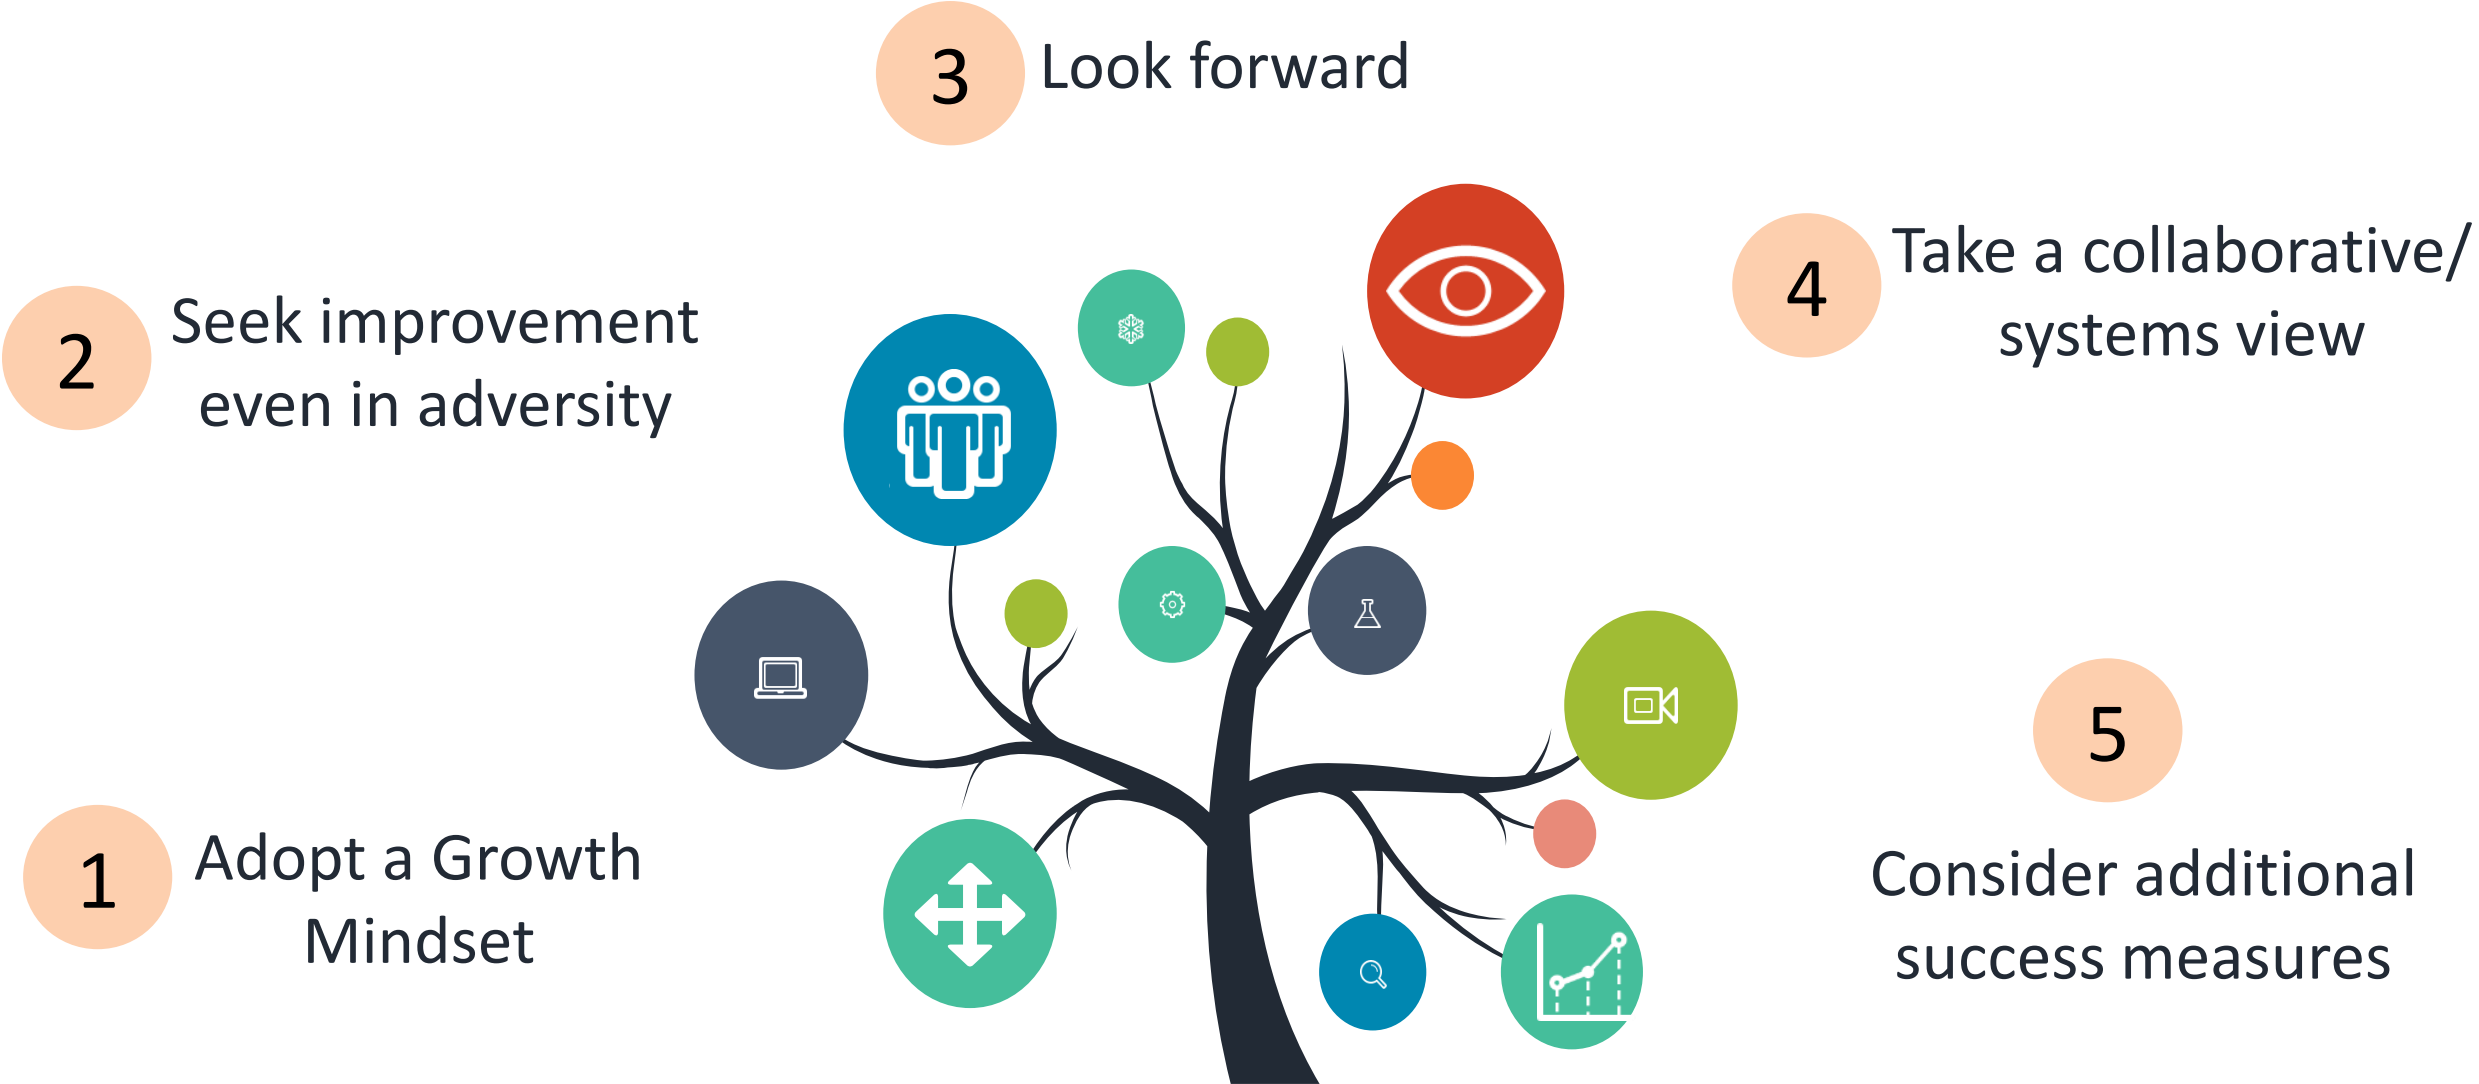 1
Adopt a Growth
Mindset
2
Seek improvement
even in adversity
3
Look forward
4
Take a collaborative/
systems view
5
Consider additional
success measures